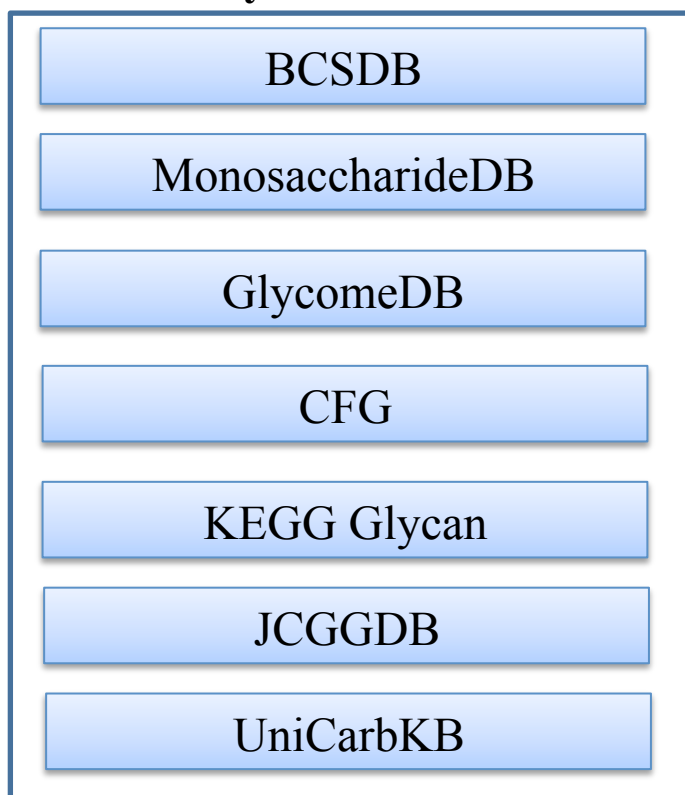 BCSDB
MonosaccharideDB
GlycomeDB
CFG
KEGG Glycan
JCGGDB
UniCarbKB